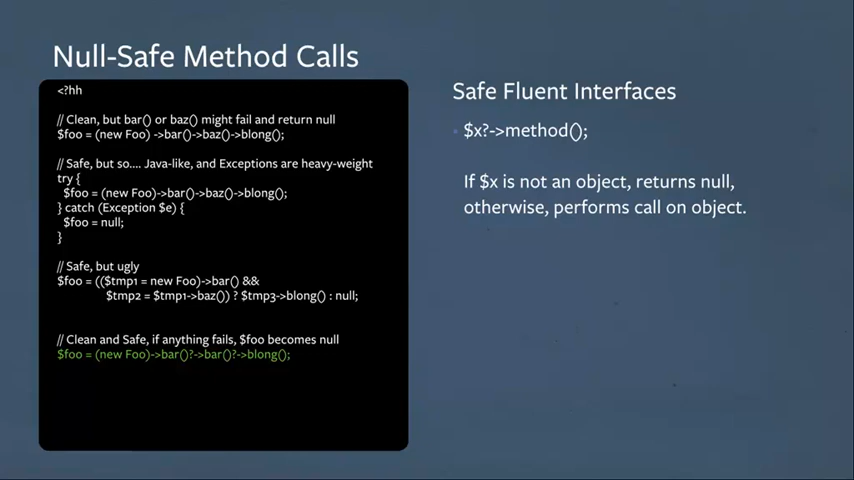 Null-Safe Method Calls
<?hh
// Clean, but bar() or baz() might fail and return null
$foo = (new Foo) ->bar()->baz()->blong();
// Safe, but so.... Java-like, and Exceptions are heavy-weight
try {
$foo = (new Foo)->bar()->baz()->blong();
} catch (Exception $e) {
$foo = null;
}
// Safe, but ugly
$foo = (($tmp1 = new Foo)->bar() &&
$tmp2 = $tmp1->baz()) ? $tmp3->blong() : null;
// Clean and Safe, if anything fails, $foo becomes null
$foo = (new Foo)->bar()?->bar()?->blong();
Safe Fluent Interfaces
• $x?->method();
If $x is not an object, returns null,
otherwise, performs call on object.